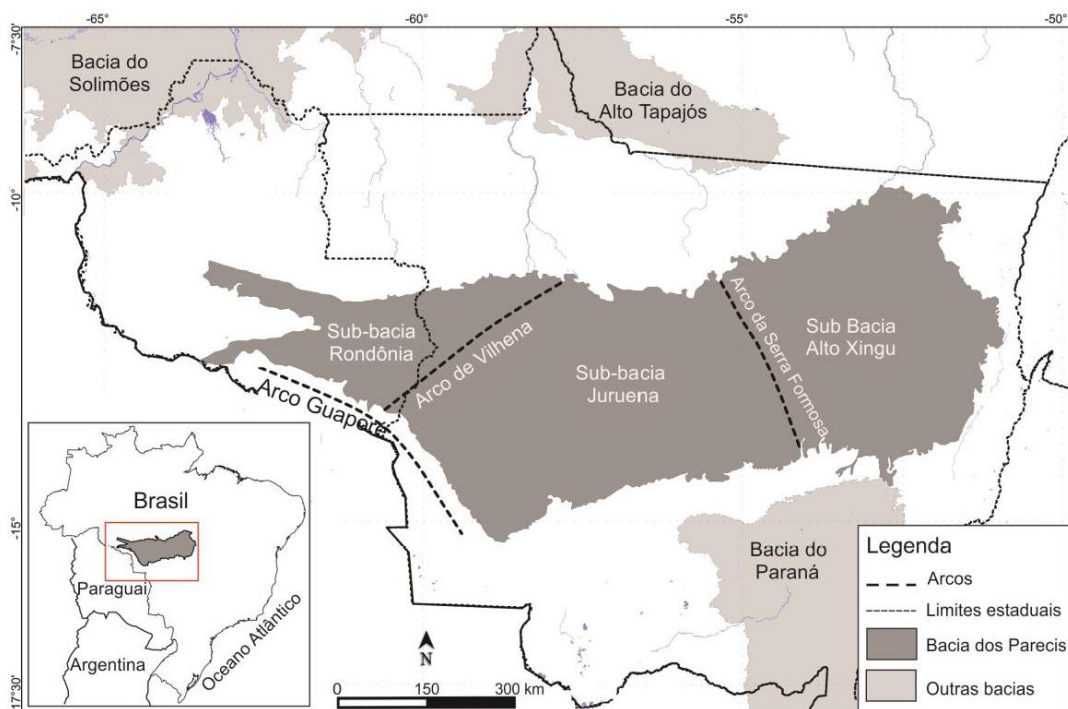 -65°
-60°
-55°
-50°
-7°30'
-10°
-15°
-17°30'
Bacia do
Solimões
Bacia do
Alto Tapajós
Sub-bacia
Rondônia
Arco de Vilhena
Arco Guaporé
Sub-bacia
Juruena
Arco da Serra Formosa
Sub Bacia
Alto Xingu
Bacia do
Paraná
Brasil
Paraguai
Argentina
Oceano Atlântico
N
0 150 300 km
Legenda
Arcos
Limites estaduais
Bacia dos Parecis
Outras bacias